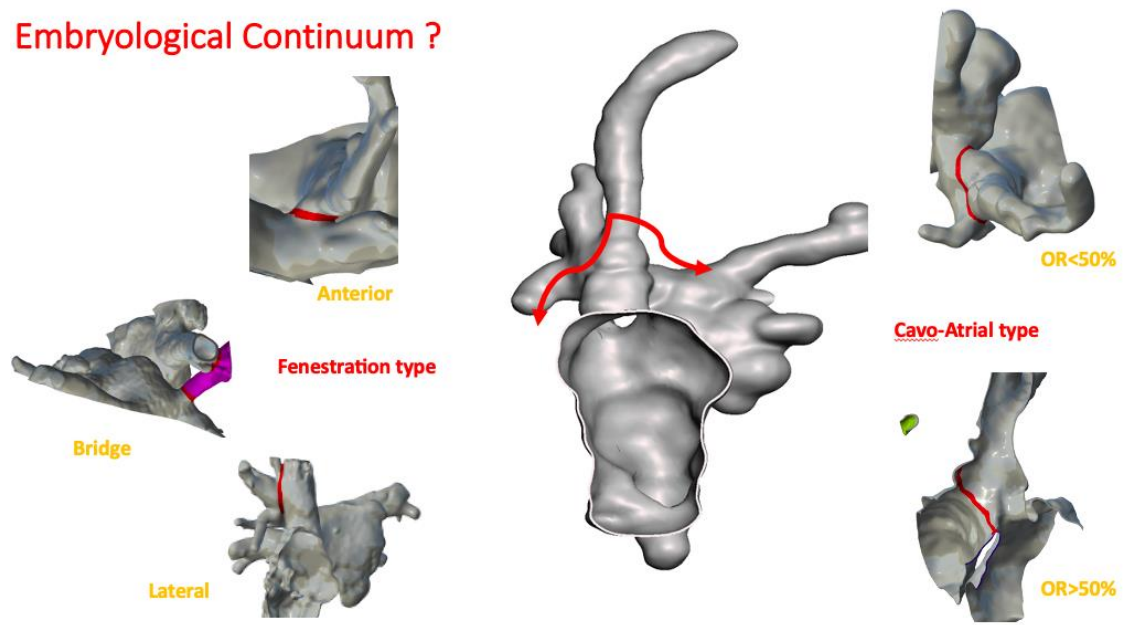 Embryological Continuum ?
Anterior
Fenestration type
Bridge
Lateral
OR<50%
Cavo-Atrial type
OR>50%